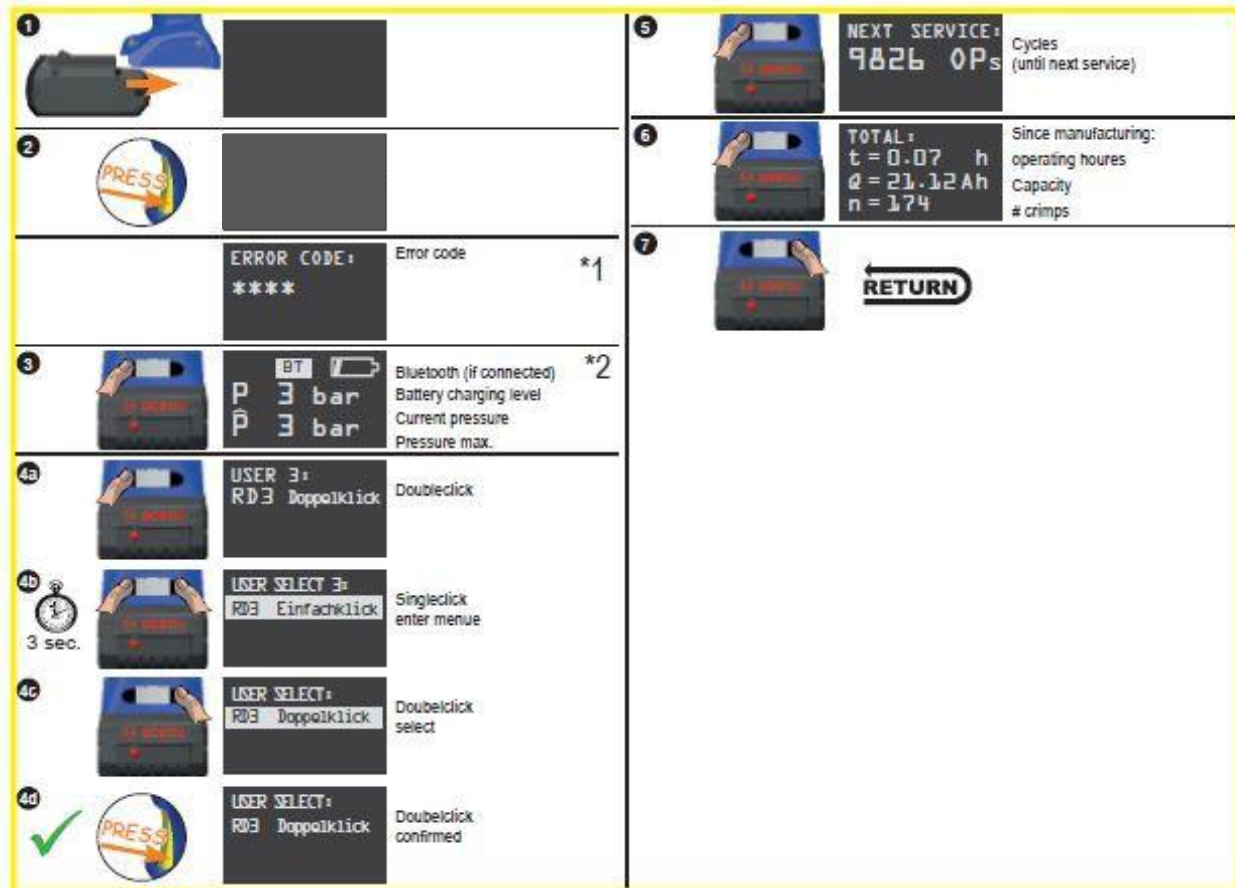 1
2
PRESS
ERROR CODE:
****
Error code
*1
3
BT
P 3 bar
P̂ 3 bar
Bluetooth (if connected)
Battery charging level
Current pressure
Pressure max.
*2
4a
USER 3:
RD3 Doppelklick
Doubleclick
4b
3 sec.
USER SELECT 3:
RD3 Einfachklick
Singleclick
enter menue
4c
USER SELECT:
RD3 Doppelklick
Doubelclick
select
4d
PRESS
USER SELECT:
RD3 Doppelklick
Doubelclick
confirmed
5
NEXT SERVICE:
9826 OPs
Cycles
(until next service)
6
TOTAL:
t = 0.07 h
Q = 21.12 Ah
n = 174
Since manufacturing:
operating houres
Capacity
# crimps
7
RETURN